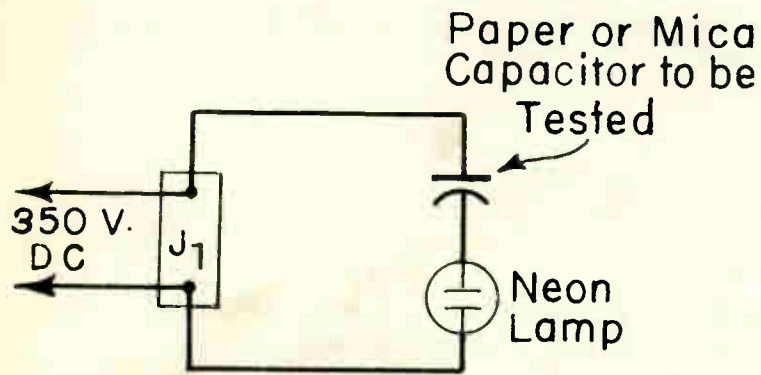 Paper or Mica
Capacitor to be
Tested
350 V.
DC
J1
Neon
Lamp